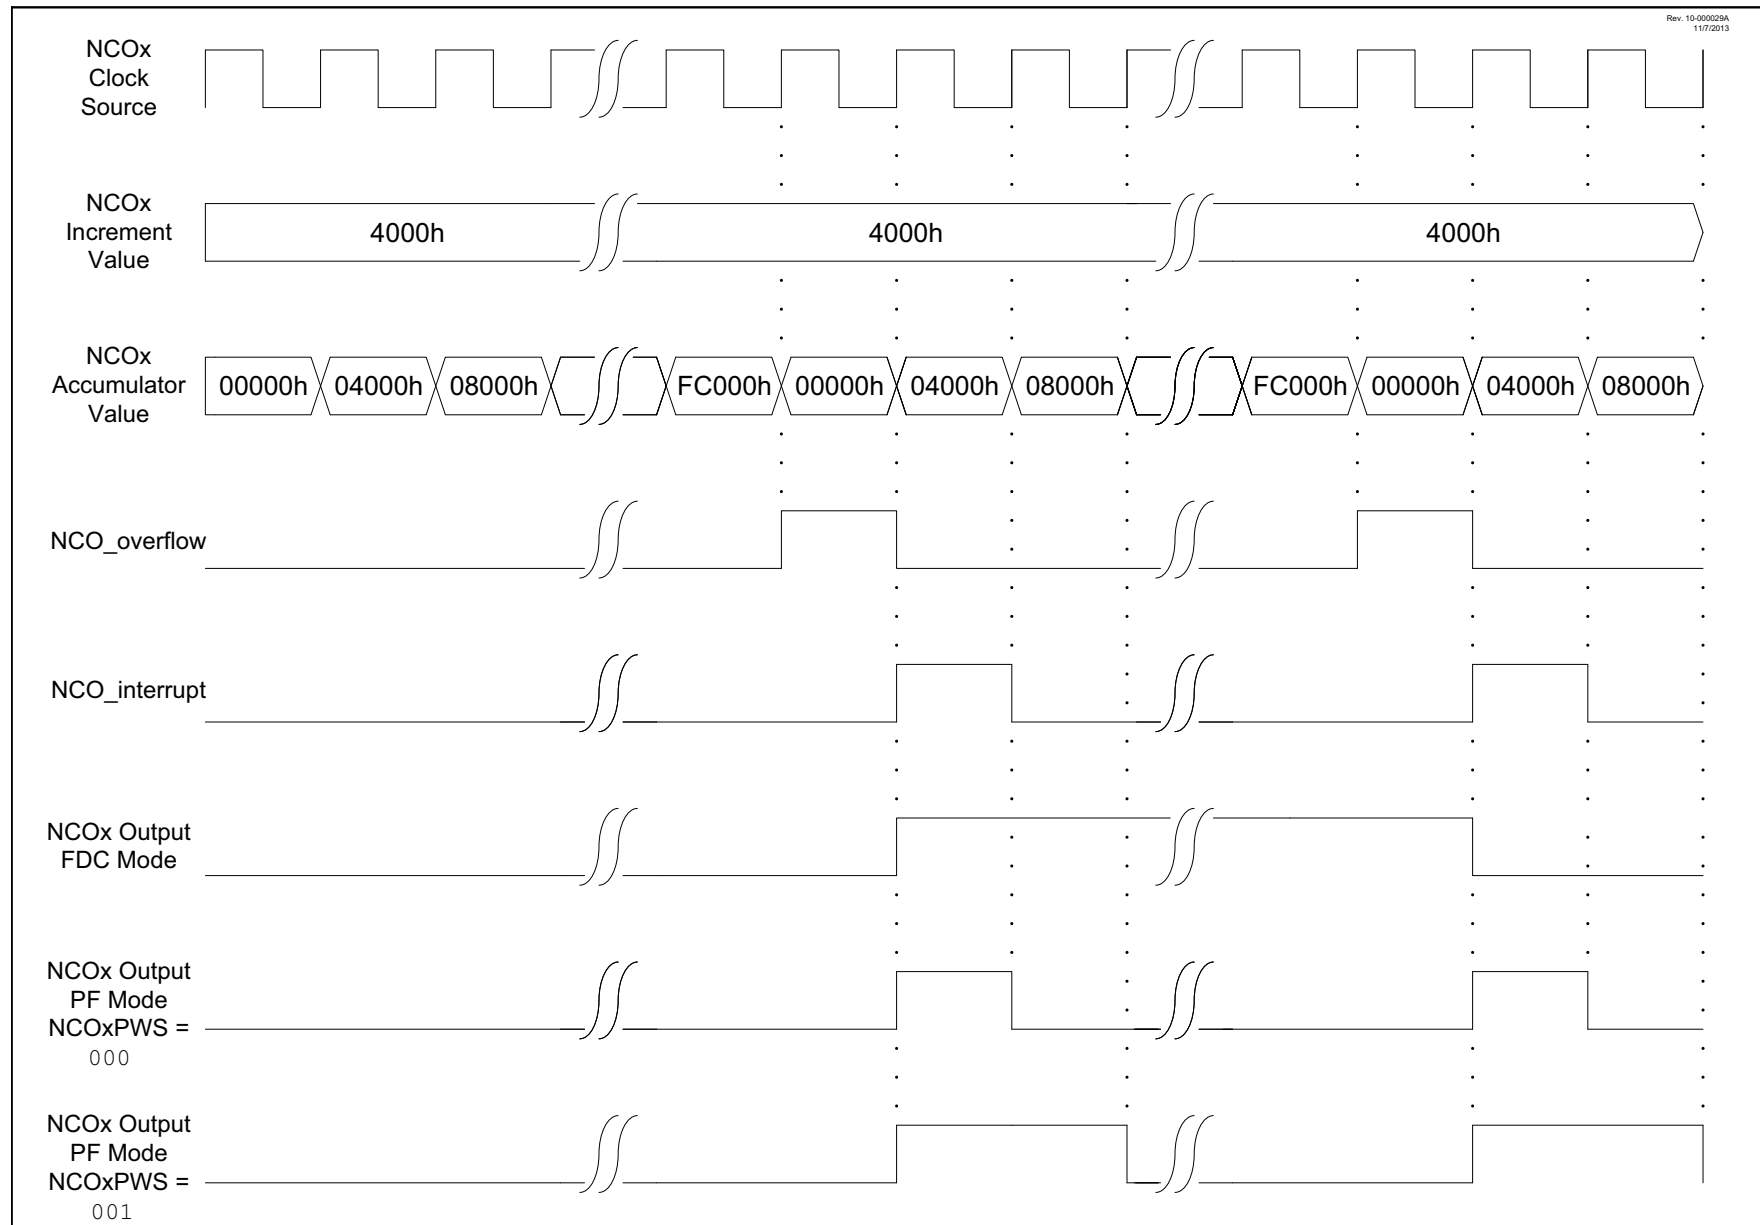 Rev. 10-000029A
11/7/2013
NCOx
Clock
Source
NCOx
Increment
Value
4000h
4000h
4000h
NCOx
Accumulator
Value
00000h
04000h
08000h
FC000h
00000h
04000h
08000h
FC000h
00000h
04000h
08000h
NCO_overflow
NCO_interrupt
NCOx Output
FDC Mode
NCOx Output
PF Mode
NCOxPWS =
000
NCOx Output
PF Mode
NCOxPWS =
001